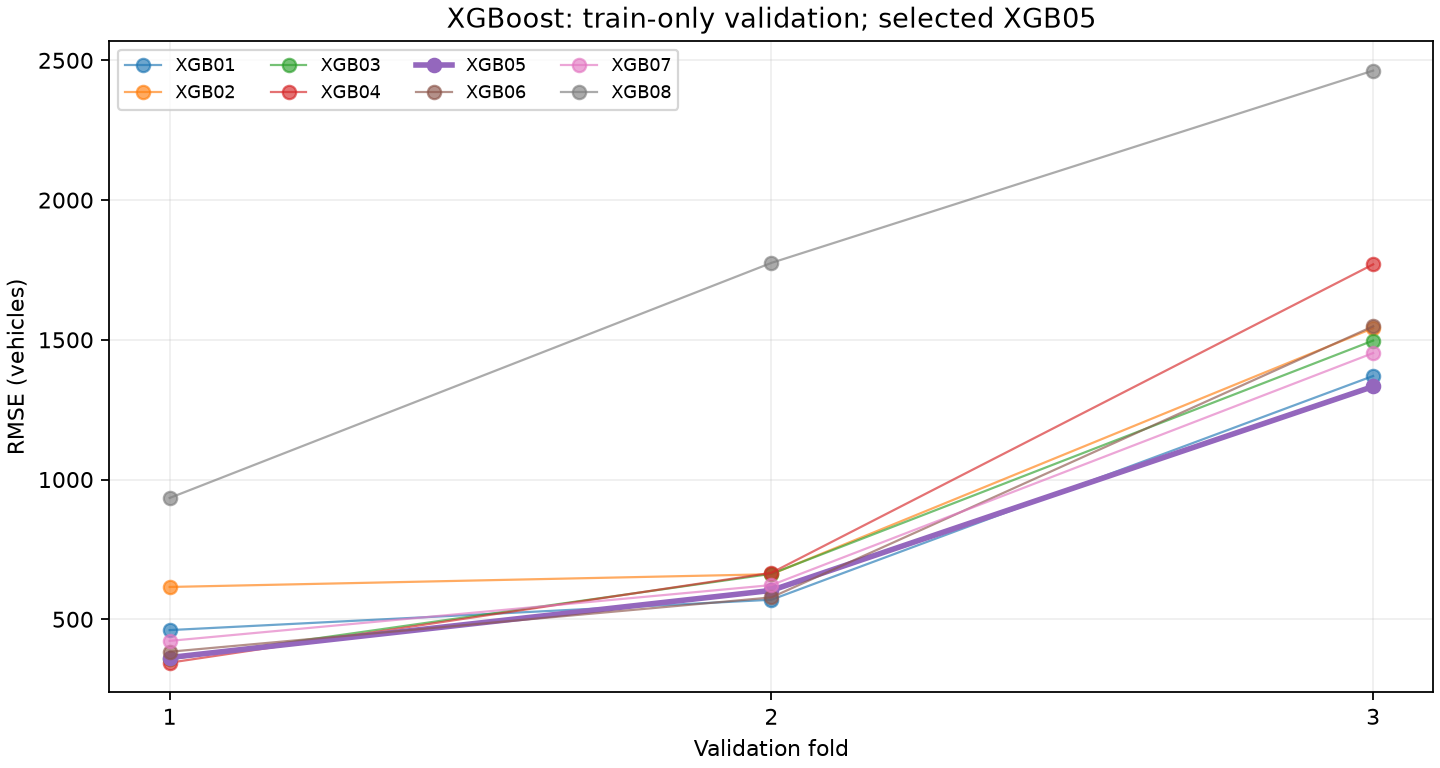 XGBoost: train-only validation; selected XGB05
XGB01 XGB03 XGB05 XGB07
XGB02 XGB04 XGB06 XGB08
RMSE (vehicles)
2500
2000
1500
1000
500
1 2 3
Validation fold